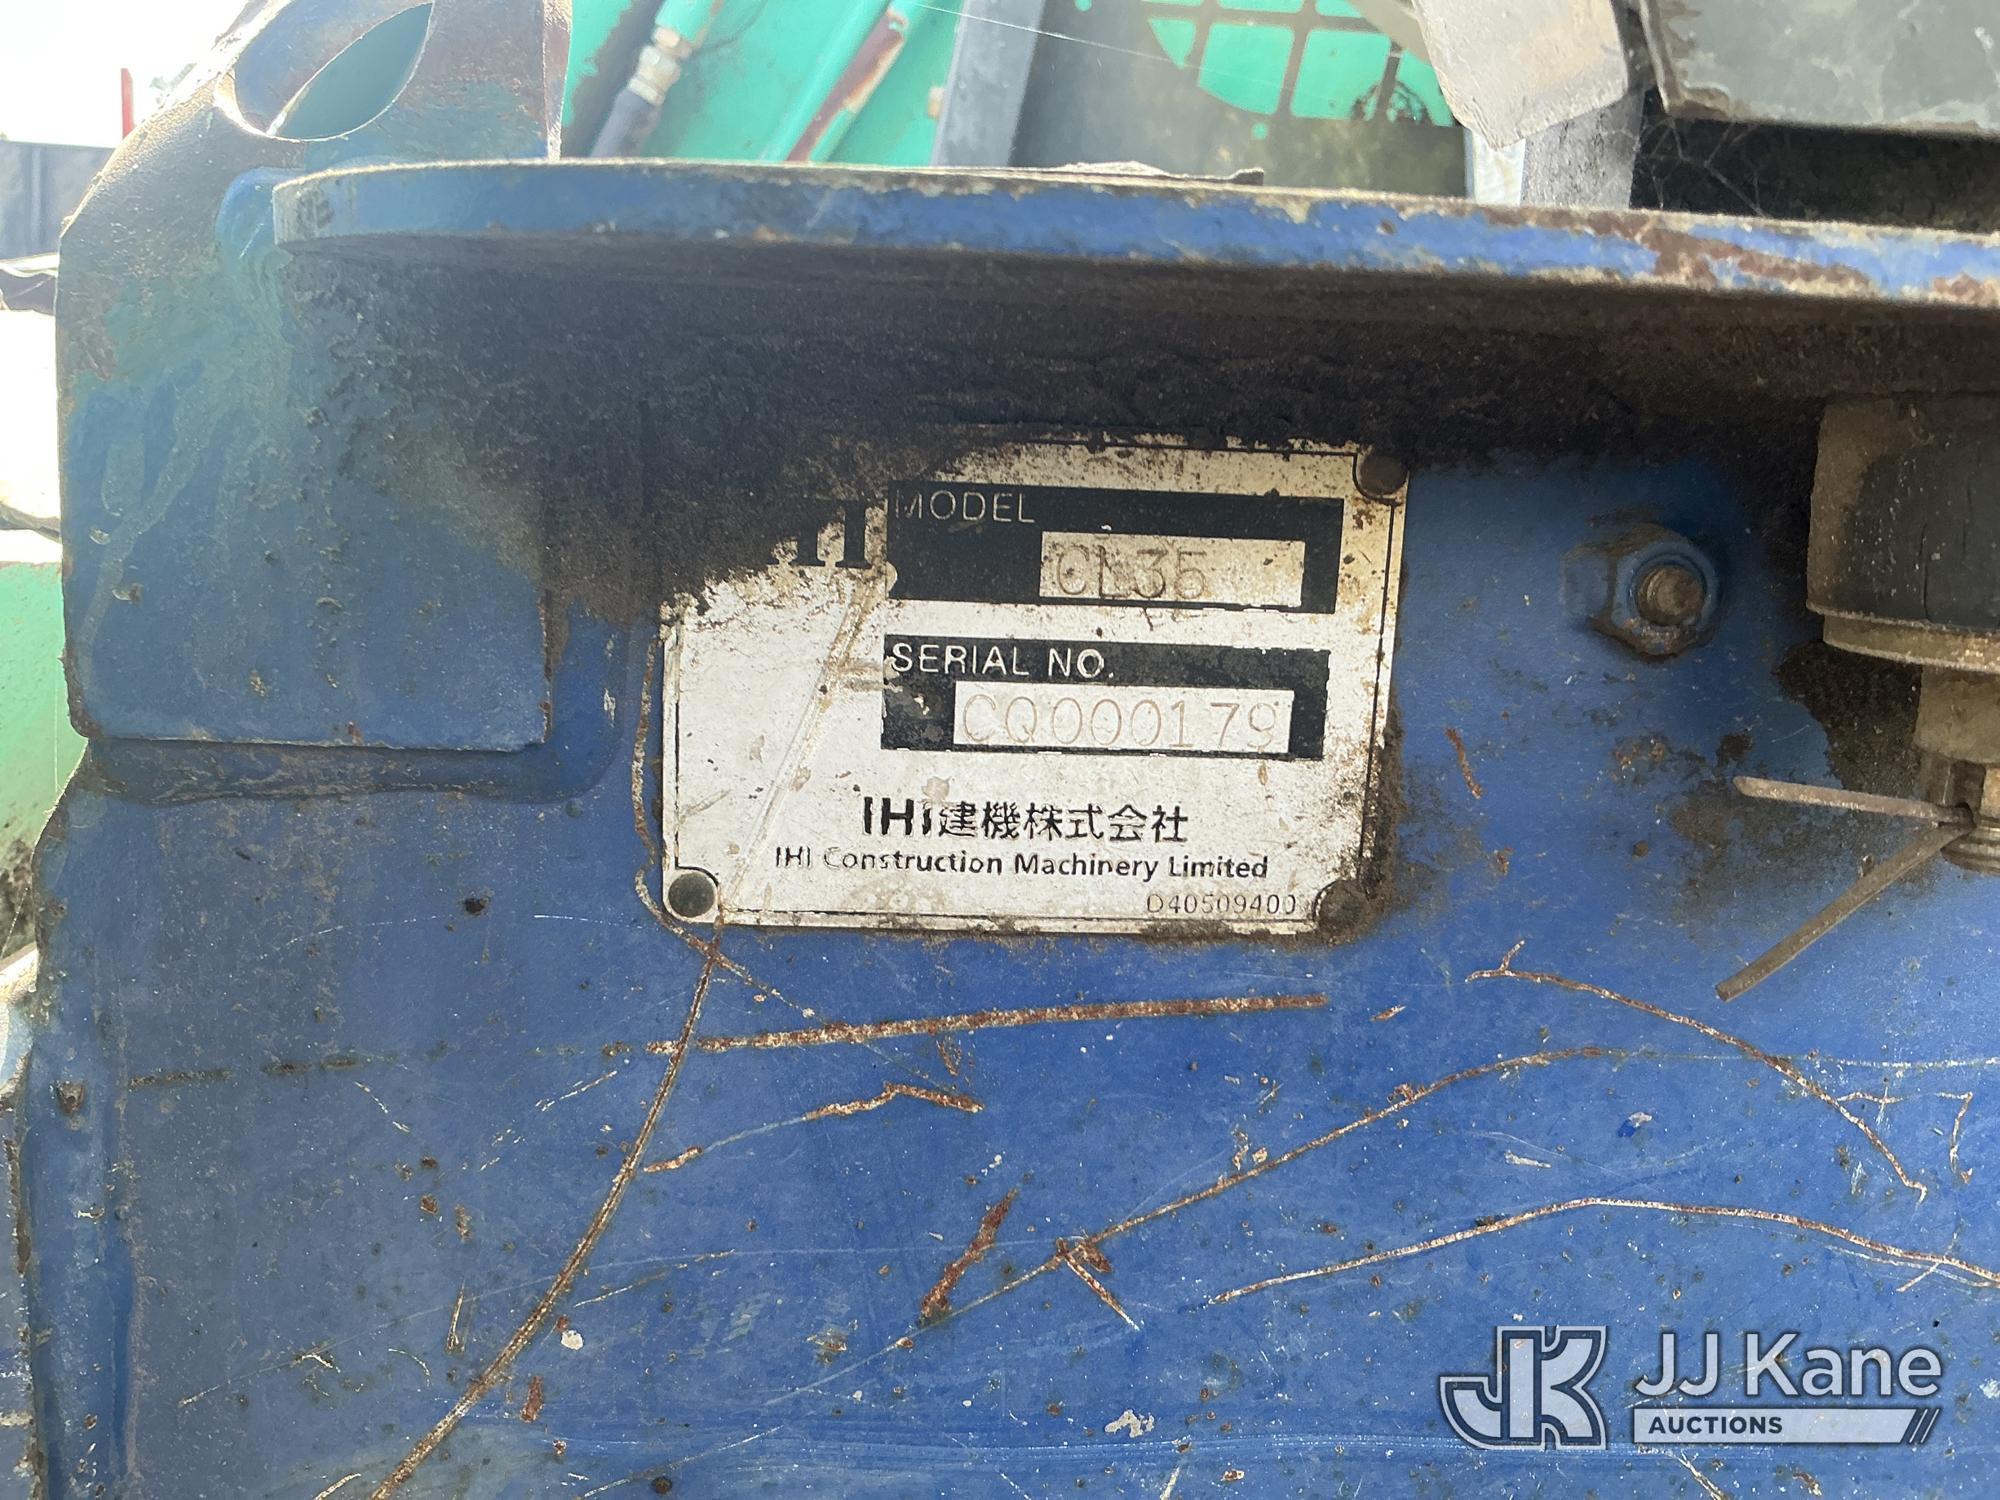 MODEL
CL35
SERIAL NO.
CQ000179
IHI建機株式会社
IHI Construction Machinery Limited
D40509400
JJ Kane
AUCTIONS